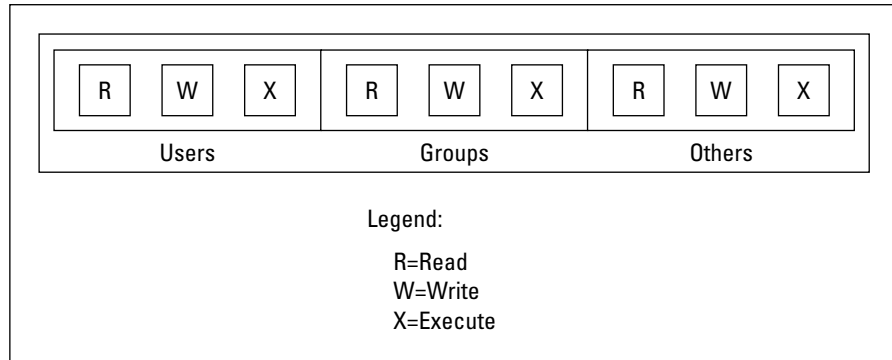 R W X R W X R W X
Users Groups Others
Legend:
R=Read
W=Write
X=Execute